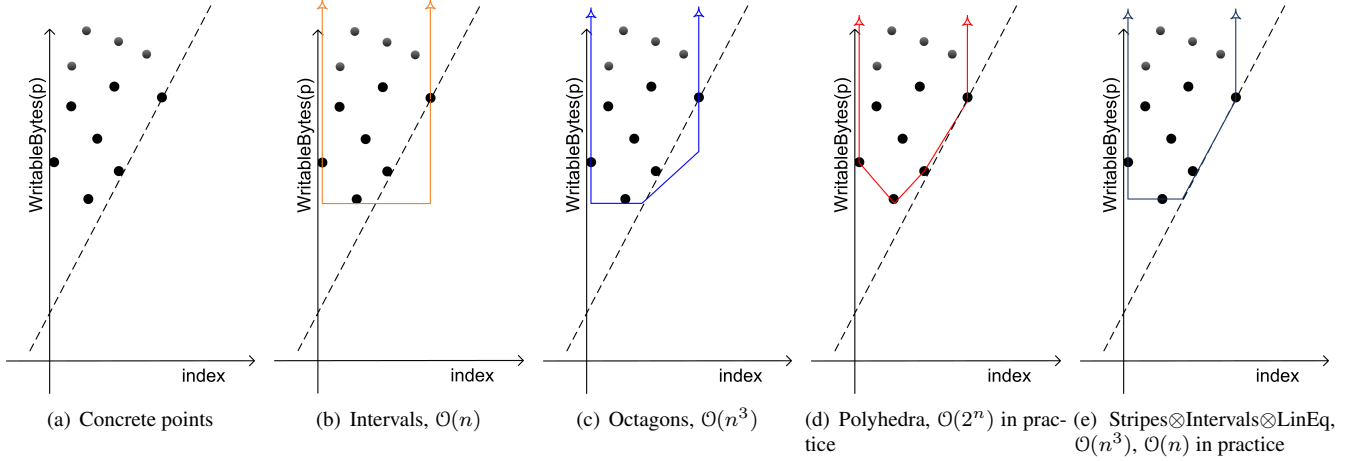 WritableBytes(p)
index
WritableBytes(p)
index
WritableBytes(p)
index
WritableBytes(p)
index
WritableBytes(p)
index
(a) Concrete points
(b) Intervals, O(n)
(c) Octagons, O(n³)
(d) Polyhedra, O(2ⁿ) in prac-
tice
(e) Stripes⊗Intervals⊗LinEq,
O(n³), O(n) in practice